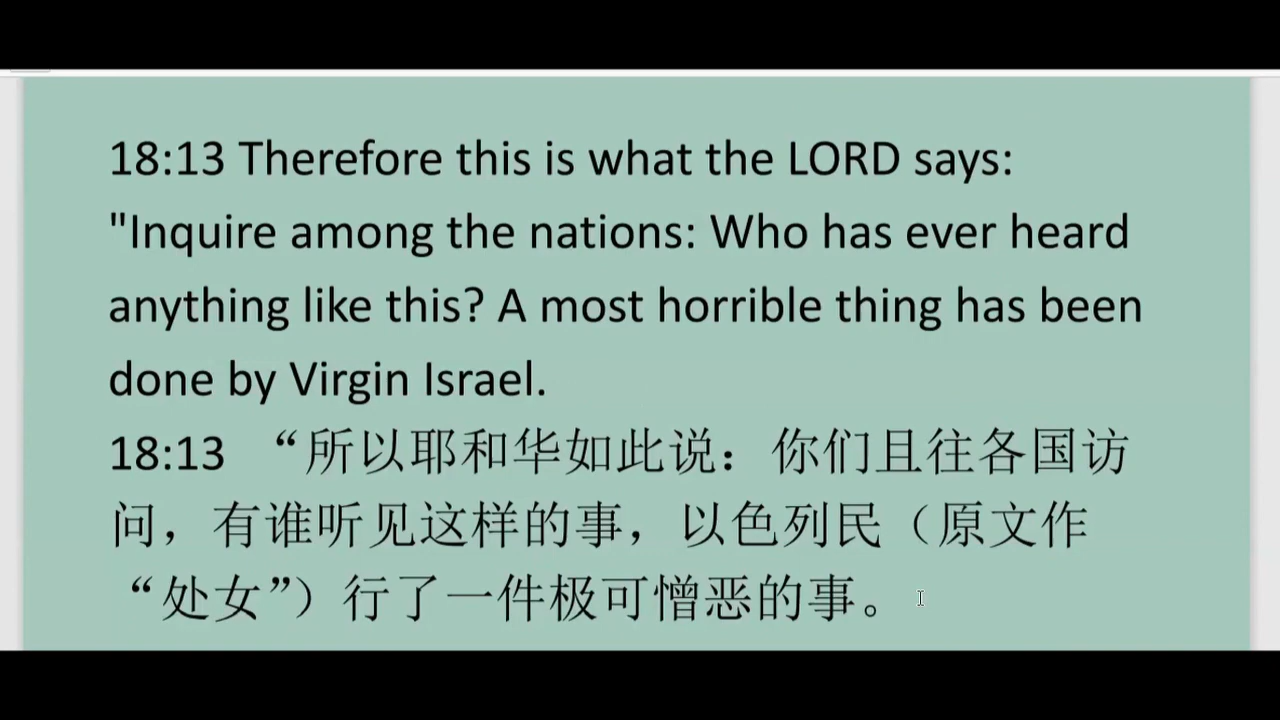 18:13 Therefore this is what the LORD says:
"Inquire among the nations: Who has ever heard
anything like this? A most horrible thing has been
done by Virgin Israel.
18:13 “所以耶和华如此说：你们且往各国访
问，有谁听见这样的事，以色列民（原文作
“处女”）行了一件极可憎恶的事。